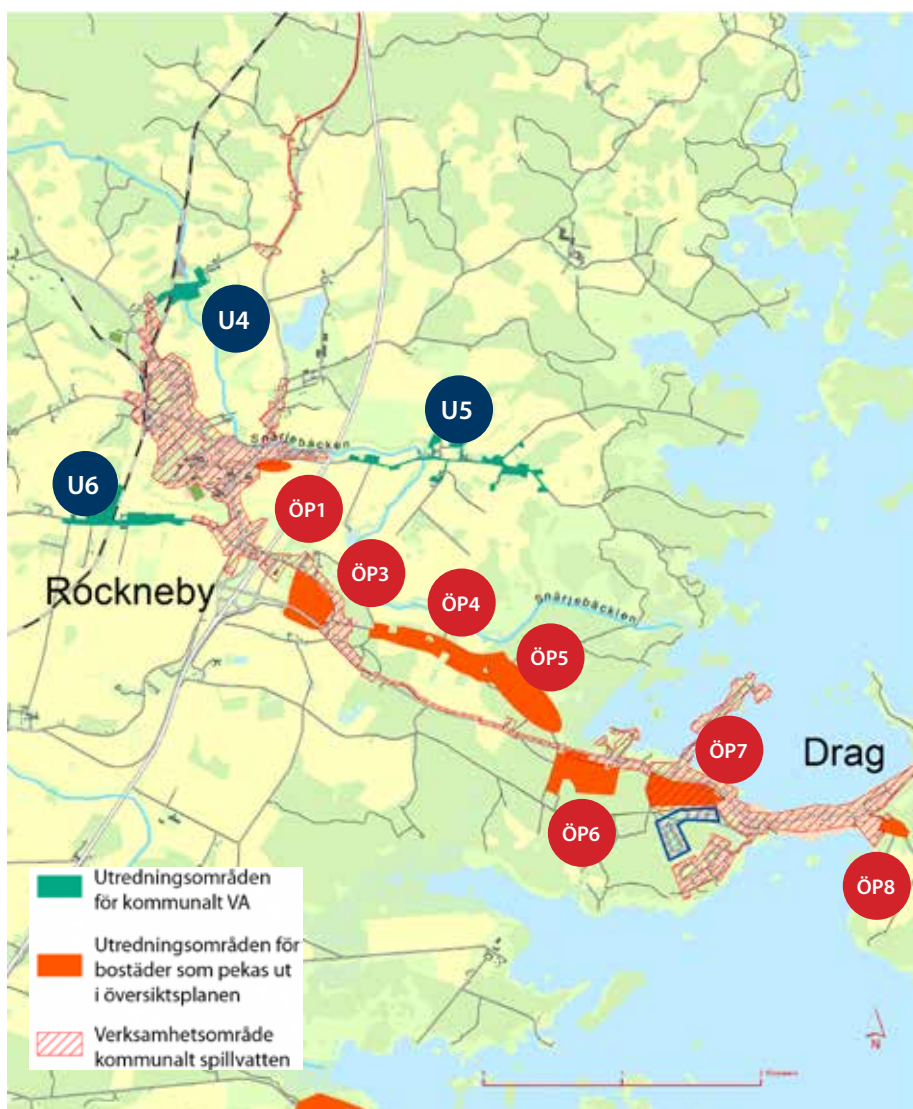 U4
U5
Snärjebäcken
U6
ÖP1
ÖP3
Rockneby
ÖP4
Snärjebäcken
ÖP5
ÖP7
Drag
ÖP6
ÖP8
Utredningsområden
för kommunalt VA
Utredningsområden för
bostäder som pekas ut
i översiktsplanen
Verksamhetsområde
kommunalt spillvatten
N